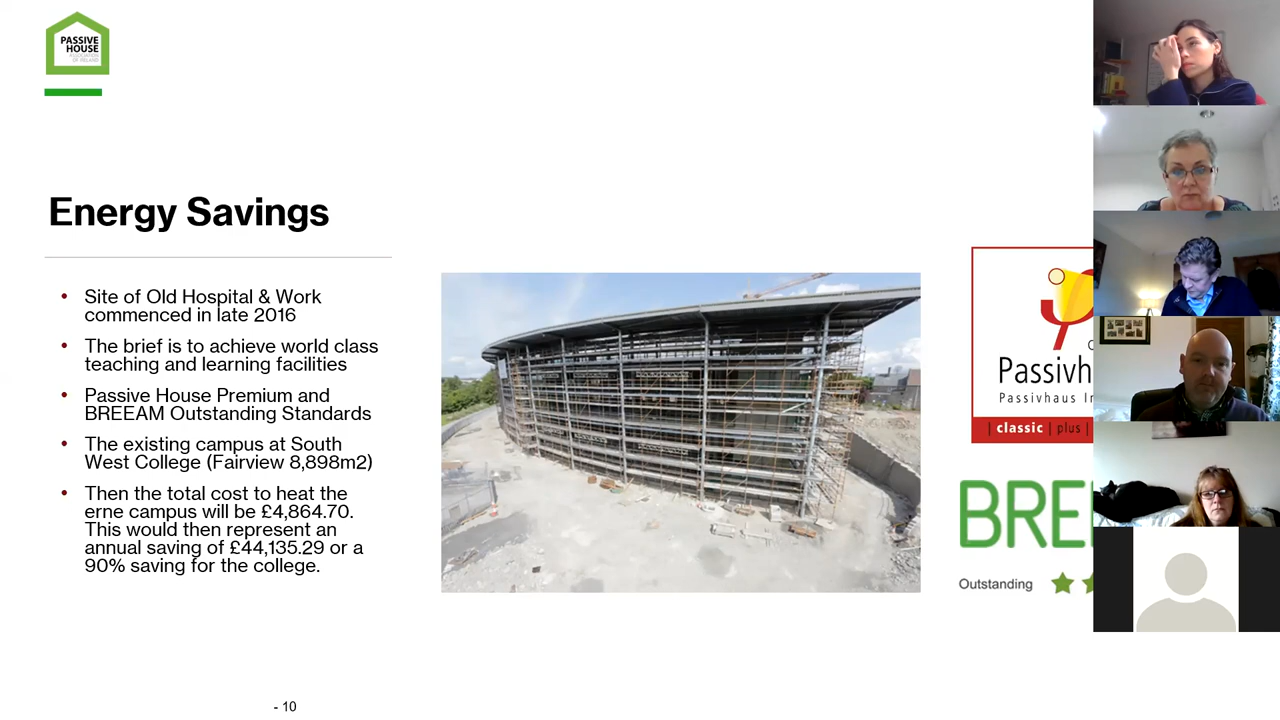 PASSIVE
HOUSE
OF IRELAND
Energy Savings
• Site of Old Hospital & Work
commenced in late 2016
• The brief is to achieve world class
teaching and learning facilities
• Passive House Premium and
BREEAM Outstanding Standards
• The existing campus at South
West College (Fairview 8,898m2)
• Then the total cost to heat the
erne campus will be £4,864.70.
This would then represent an
annual saving of £44,135.29 or a
90% saving for the college.
Passivh
Passivhaus In
| classic | plus |
BRE
Outstanding
- 10